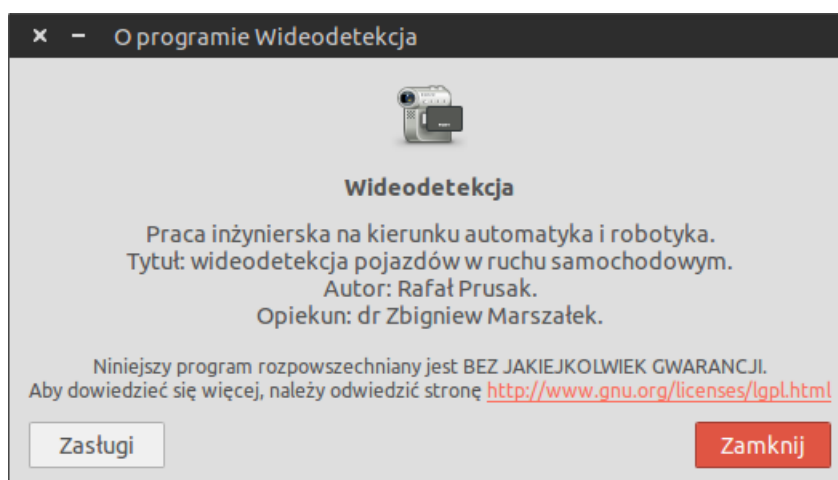 O programie Wideodetekcja
Wideodetekcja
Praca inżynierska na kierunku automatyka i robotyka.
Tytuł: wideodetekcja pojazdów w ruchu samochodowym.
Autor: Rafał Prusak.
Opiekun: dr Zbigniew Marszałek.
Niniejszy program rozpowszechniany jest BEZ JAKIEJKOLWIEK GWARANCJI.
Aby dowiedzieć się więcej, należy odwiedzić stronę http://www.gnu.org/licenses/lgpl.html
Zasługi
Zamknij